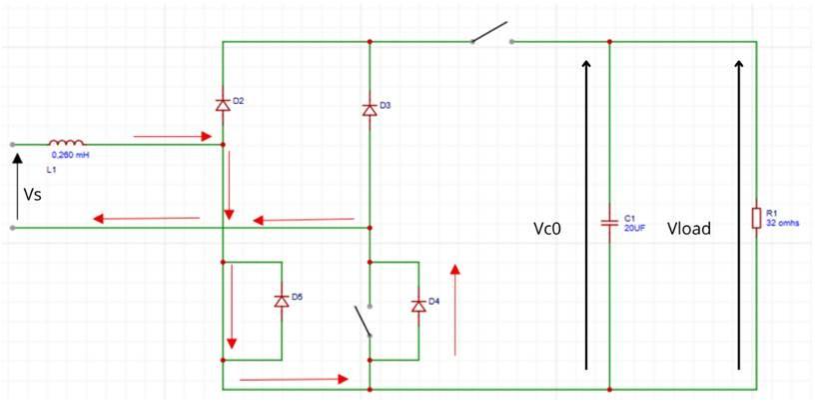 D2
D3
0,260 mH
L1
Vs
Vc0
C1
20UF
Vload
R1
32 omhs
D5
D4